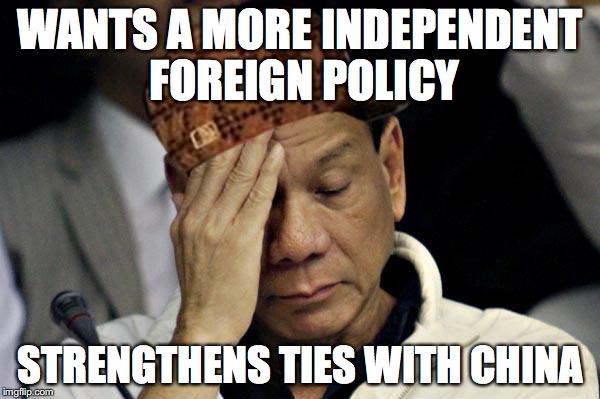 WANTS A MORE INDEPENDENT
FOREIGN POLICY
STRENGTHENS TIES WITH CHINA
imgflip.com